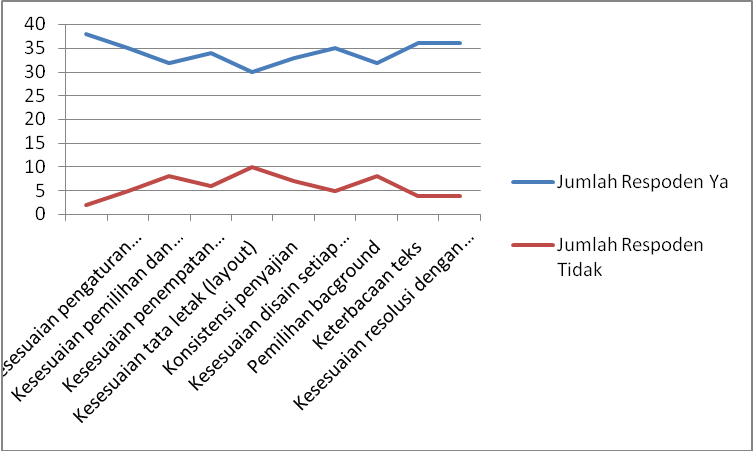 40
35
30
25
20
15
10
5
0
Jumlah Respoden Ya
Jumlah Respoden
Tidak
esesuaian pengaturan...
Kesesuaian pemilihan dan...
Kesesuaian penempatan...
Kesesuaian tata letak (layout)
Konsistensi penyajian
Kesesuaian disain setiap...
Pemilihan bacground
Keterbacaan teks
Kesesuaian resolusi dengan...